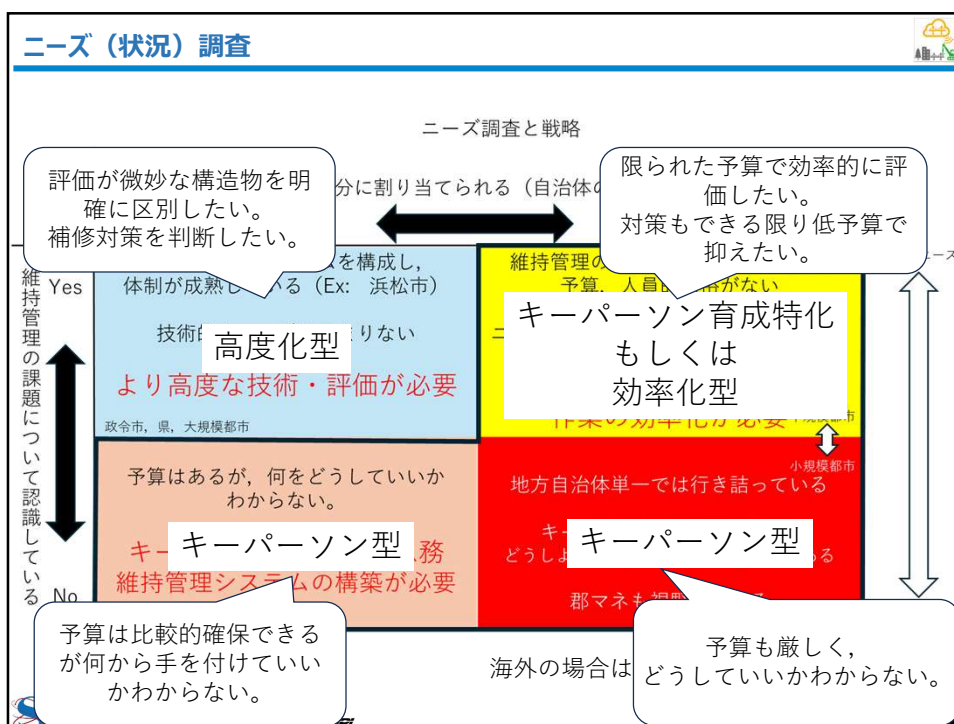 ニーズ（状況）調査
ニーズ調査と戦略
分に割り当てられる（自治体の
評価が微妙な構造物を明
確に区別したい。
補修対策を判断したい。
限られた予算で効率的に評
価したい。
対策もできる限り低予算で
抑えたい。
維持管理の課題について認識している
Yes
No
を構成し，
体制が成熟し
いる（Ex: 浜松市）
技術的
まりない
高度化型
より高度な技術・評価が必要
政令市，県，大規模都市
維持管理の
予算，人員
裕がない
キーパーソン育成特化
もしくは
効率化型
作業の効率化が必要
ーズ
小規模都市
予算はあるが，何をどうしていいか
わからない。
キー
務
キーパーソン型
維持管理システムの構築が必要
地方自治体単一では行き詰っている
キー
どうしよ
ある
キーパーソン型
郡マネも視野
予算は比較的確保できる
が何から手を付けていい
かわからない。
海外の場合は
予算も厳しく，
どうしていいかわからない。